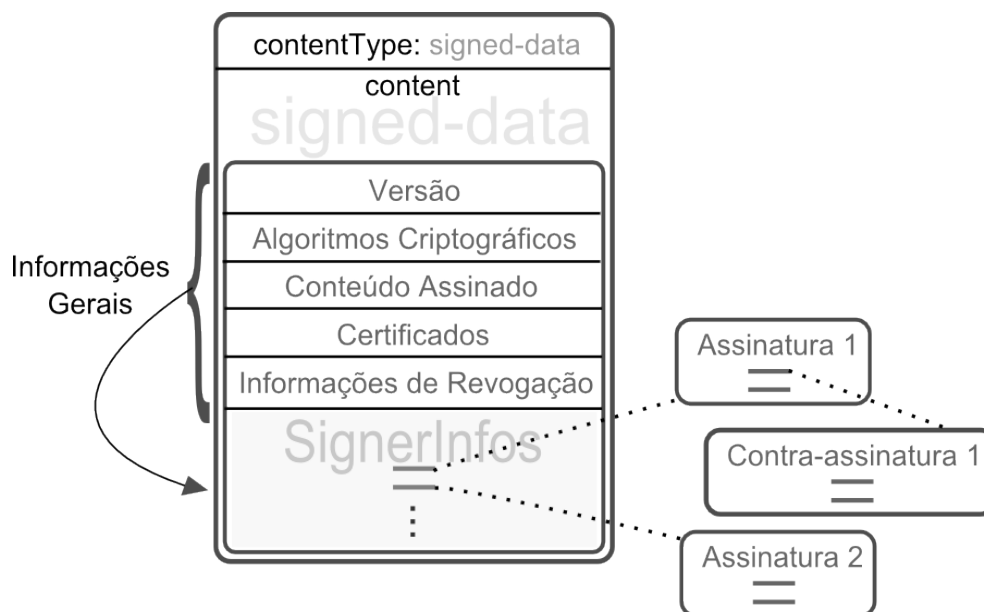 contentType: signed-data
content
signed-data
Versão
Algoritmos Criptográficos
Conteúdo Assinado
Certificados
Informações de Revogação
SignerInfos
Informações
Gerais
Assinatura 1
Contra-assinatura 1
Assinatura 2